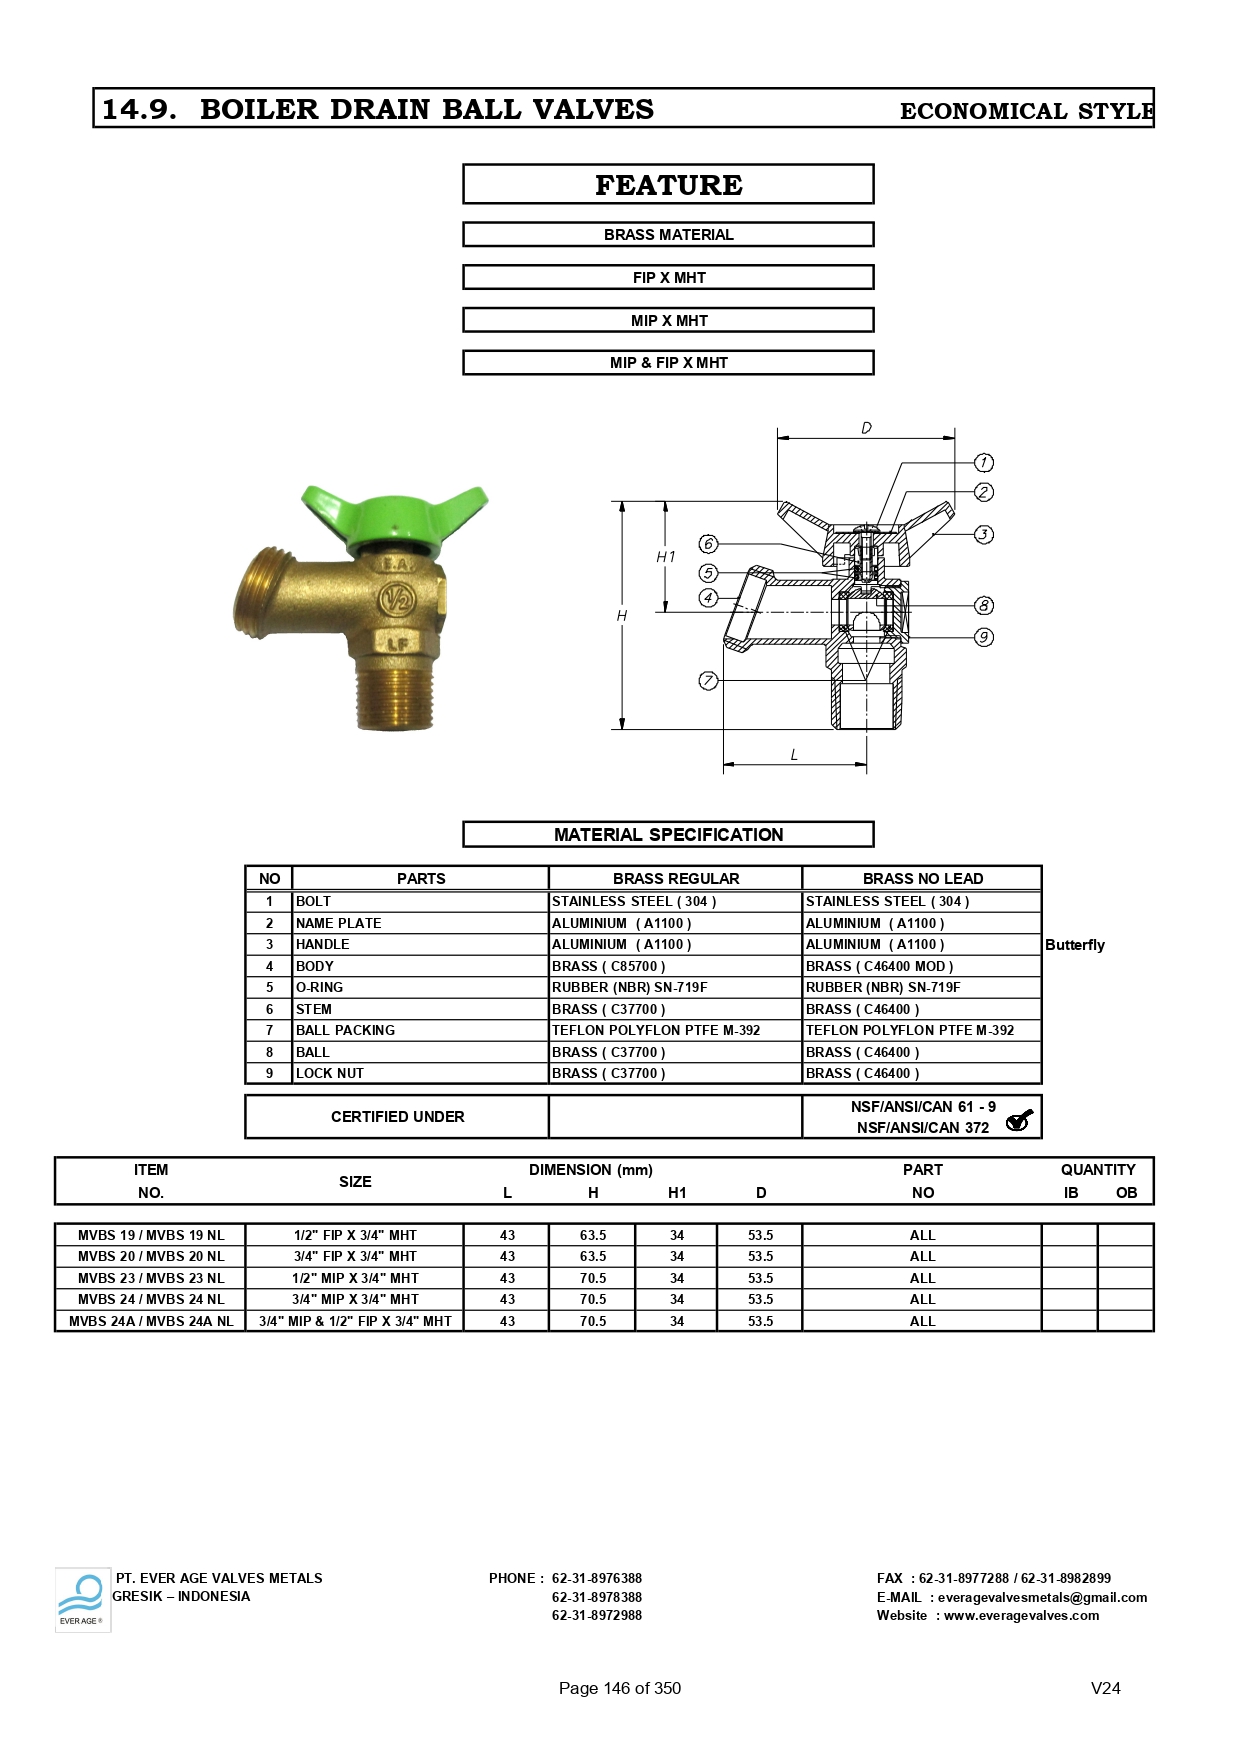 14.9. BOILER DRAIN BALL VALVES ECONOMICAL STYLE
FEATURE
BRASS MATERIAL
FIP X MHT
MIP X MHT
MIP & FIP X MHT
E.A.
1/2
LF
D
1
2
3
6
H1
5
4
8
H
9
7
L
MATERIAL SPECIFICATION
NO PARTS BRASS REGULAR BRASS NO LEAD
1 BOLT STAINLESS STEEL ( 304 ) STAINLESS STEEL ( 304 )
2 NAME PLATE ALUMINIUM ( A1100 ) ALUMINIUM ( A1100 )
3 HANDLE ALUMINIUM ( A1100 ) ALUMINIUM ( A1100 ) Butterfly
4 BODY BRASS ( C85700 ) BRASS ( C46400 MOD )
5 O-RING RUBBER (NBR) SN-719F RUBBER (NBR) SN-719F
6 STEM BRASS ( C37700 ) BRASS ( C46400 )
7 BALL PACKING TEFLON POLYFLON PTFE M-392 TEFLON POLYFLON PTFE M-392
8 BALL BRASS ( C37700 ) BRASS ( C46400 )
9 LOCK NUT BRASS ( C37700 ) BRASS ( C46400 )
CERTIFIED UNDER NSF/ANSI/CAN 61 - 9
NSF/ANSI/CAN 372
ITEM SIZE DIMENSION (mm) PART QUANTITY
NO. L H H1 D NO IB OB
MVBS 19 / MVBS 19 NL 1/2" FIP X 3/4" MHT 43 63.5 34 53.5 ALL
MVBS 20 / MVBS 20 NL 3/4" FIP X 3/4" MHT 43 63.5 34 53.5 ALL
MVBS 23 / MVBS 23 NL 1/2" MIP X 3/4" MHT 43 70.5 34 53.5 ALL
MVBS 24 / MVBS 24 NL 3/4" MIP X 3/4" MHT 43 70.5 34 53.5 ALL
MVBS 24A / MVBS 24A NL 3/4" MIP & 1/2" FIP X 3/4" MHT 43 70.5 34 53.5 ALL
PT. EVER AGE VALVES METALS PHONE : 62-31-8976388 FAX : 62-31-8977288 / 62-31-8982899
GRESIK – INDONESIA 62-31-8978388 E-MAIL : everagevalvesmetals@gmail.com
62-31-8972988 Website : www.everagevalves.com
EVER AGE ®
Page 146 of 350 V24